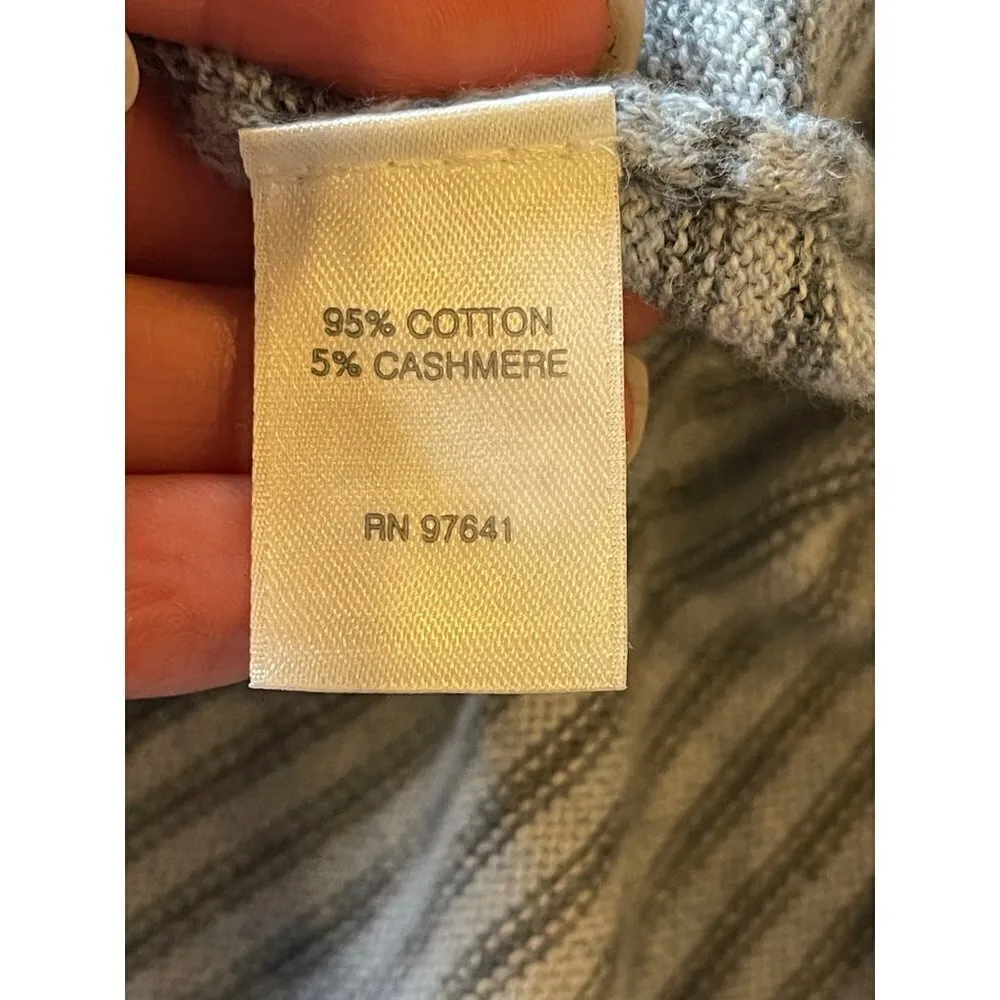 95% COTTON
5% CASHMERE
RN 97641